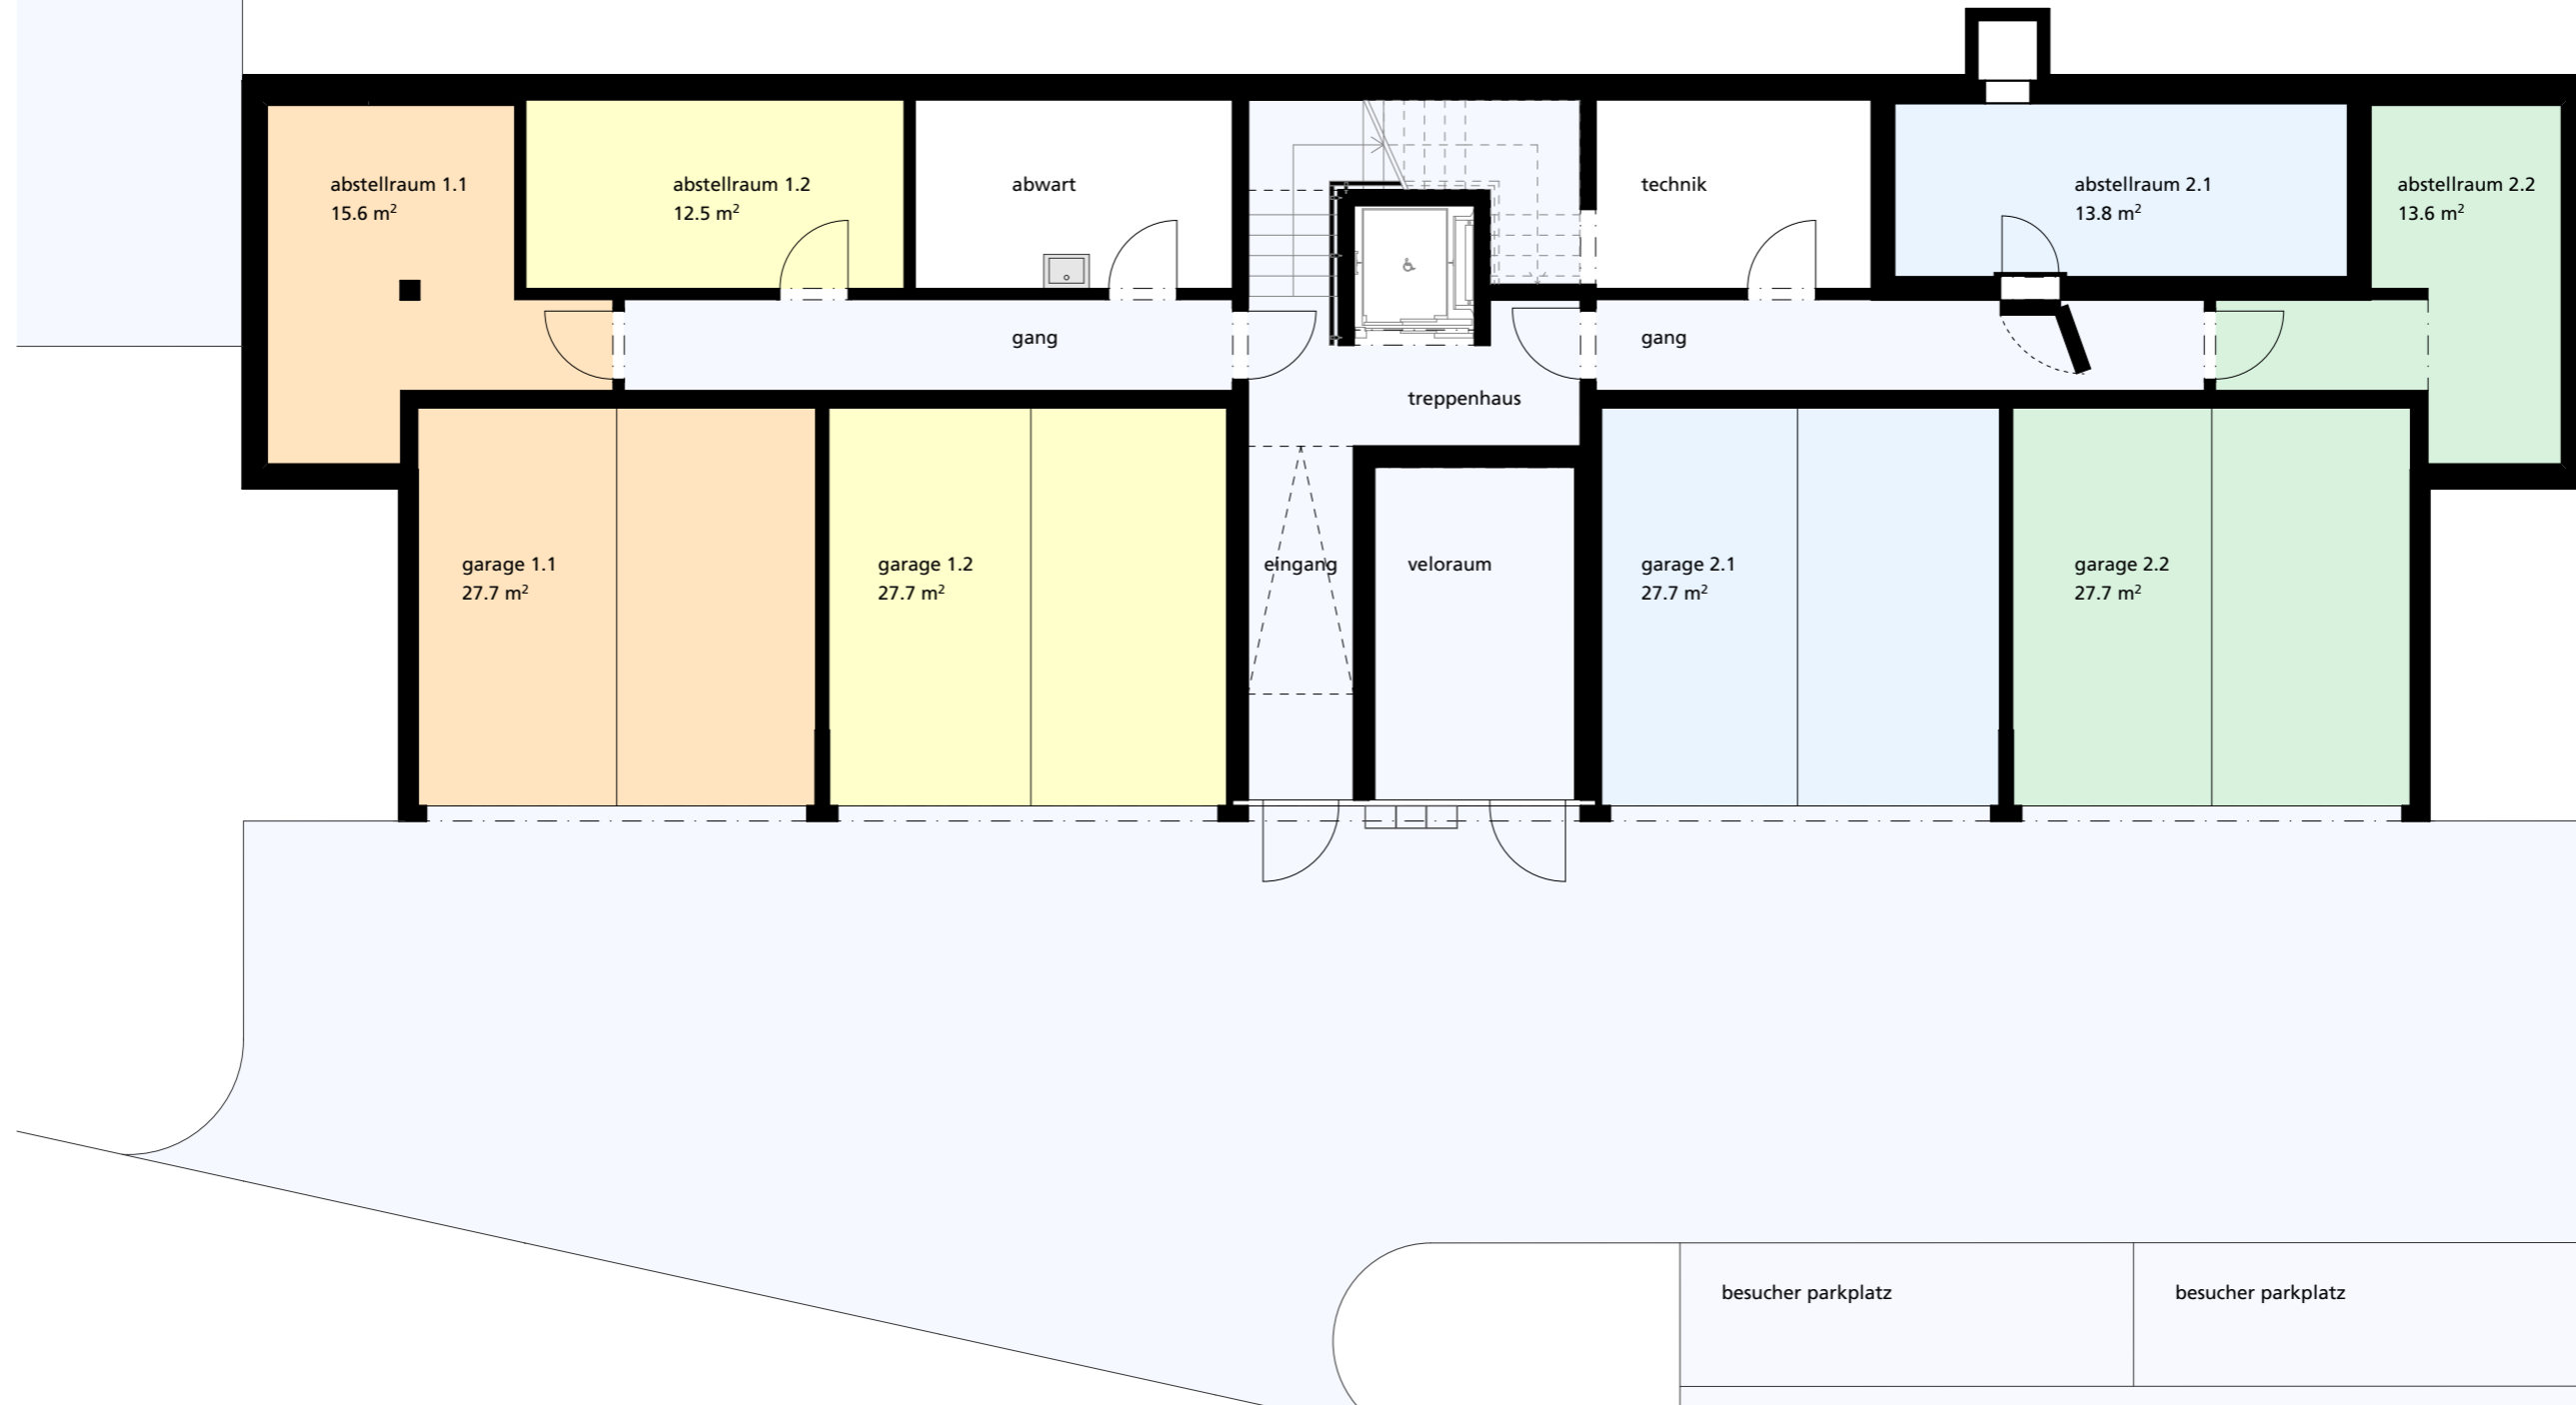 abstellraum 1.1
15.6 m²
abstellraum 1.2
12.5 m²
abwart
technik
abstellraum 2.1
13.8 m²
abstellraum 2.2
13.6 m²
gang
gang
treppenhaus
garage 1.1
27.7 m²
garage 1.2
27.7 m²
eingang
veloraum
garage 2.1
27.7 m²
garage 2.2
27.7 m²
besucher parkplatz
besucher parkplatz